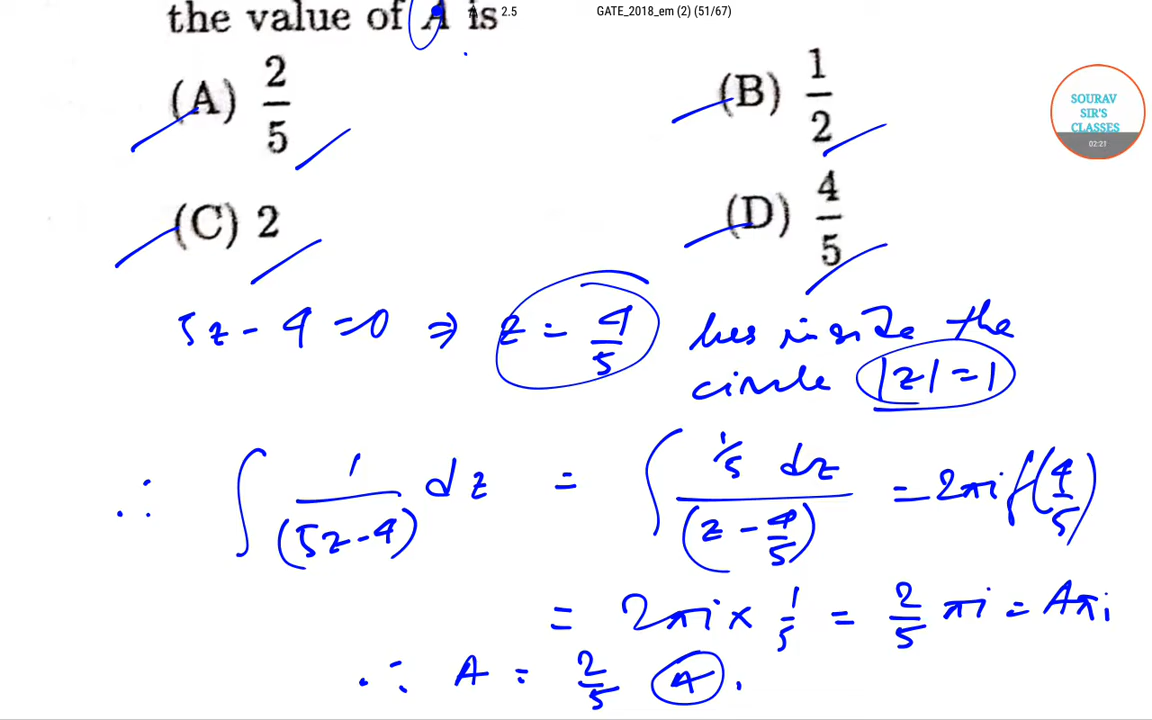 2.5 GATE_2018_em (2) (51/67)
the value of A is
(A) 2/5 (B) 1/2
SOURAV
SIR'S
CLASSES
02:21
(C) 2 (D) 4/5
5z - 4 = 0 ⇒ z = 4/5 lies inside the
circle |z| = 1
∴ ∫ 1/(5z-4) dz = ∫ 1/5 dz/(z - 4/5) = 2πi f(4/5)
= 2πi × 1/5 = 2/5 πi = Aπi
∴ A = 2/5 (A).